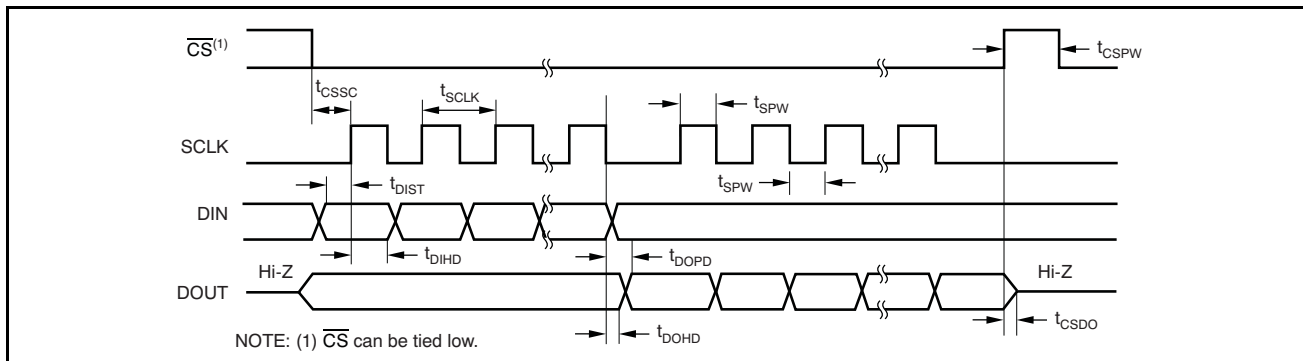 CS(1)
tCSPW
tCSSC
tSCLK
tSPW
SCLK
tDIST
tSPW
DIN
tDIHD
tDOPD
Hi-Z
Hi-Z
DOUT
tCSDO
tDOHD
NOTE: (1) CS can be tied low.